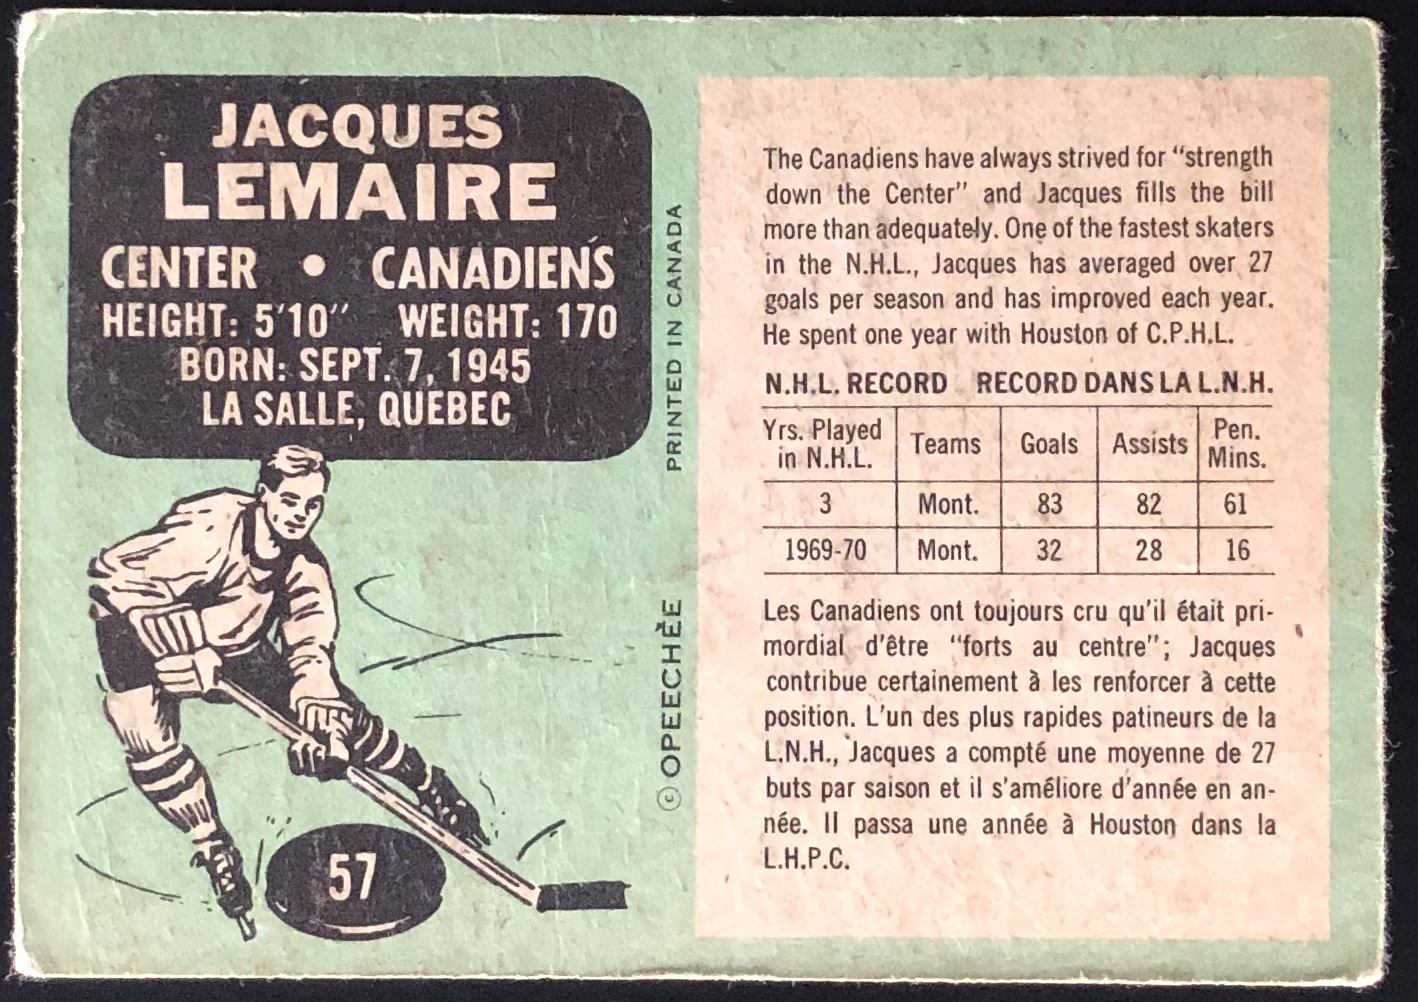 JACQUES
LEMAIRE
CENTER • CANADIENS
HEIGHT: 5'10" WEIGHT: 170
BORN: SEPT. 7, 1945
LA SALLE, QUEBEC
57
© OPEECHÈE PRINTED IN CANADA
The Canadiens have always strived for "strength
down the Center" and Jacques fills the bill
more than adequately. One of the fastest skaters
in the N.H.L., Jacques has averaged over 27
goals per season and has improved each year.
He spent one year with Houston of C.P.H.L.
N.H.L. RECORD RECORD DANS LA L.N.H.
Yrs. Played in N.H.L. Teams Goals Assists Pen. Mins.
3 Mont. 83 82 61
1969-70 Mont. 32 28 16
Les Canadiens ont toujours cru qu'il était pri-
mordial d'être "forts au centre"; Jacques
contribue certainement à les renforcer à cette
position. L'un des plus rapides patineurs de la
L.N.H., Jacques a compté une moyenne de 27
buts par saison et il s'améliore d'année en an-
née. Il passa une année à Houston dans la
L.H.P.C.